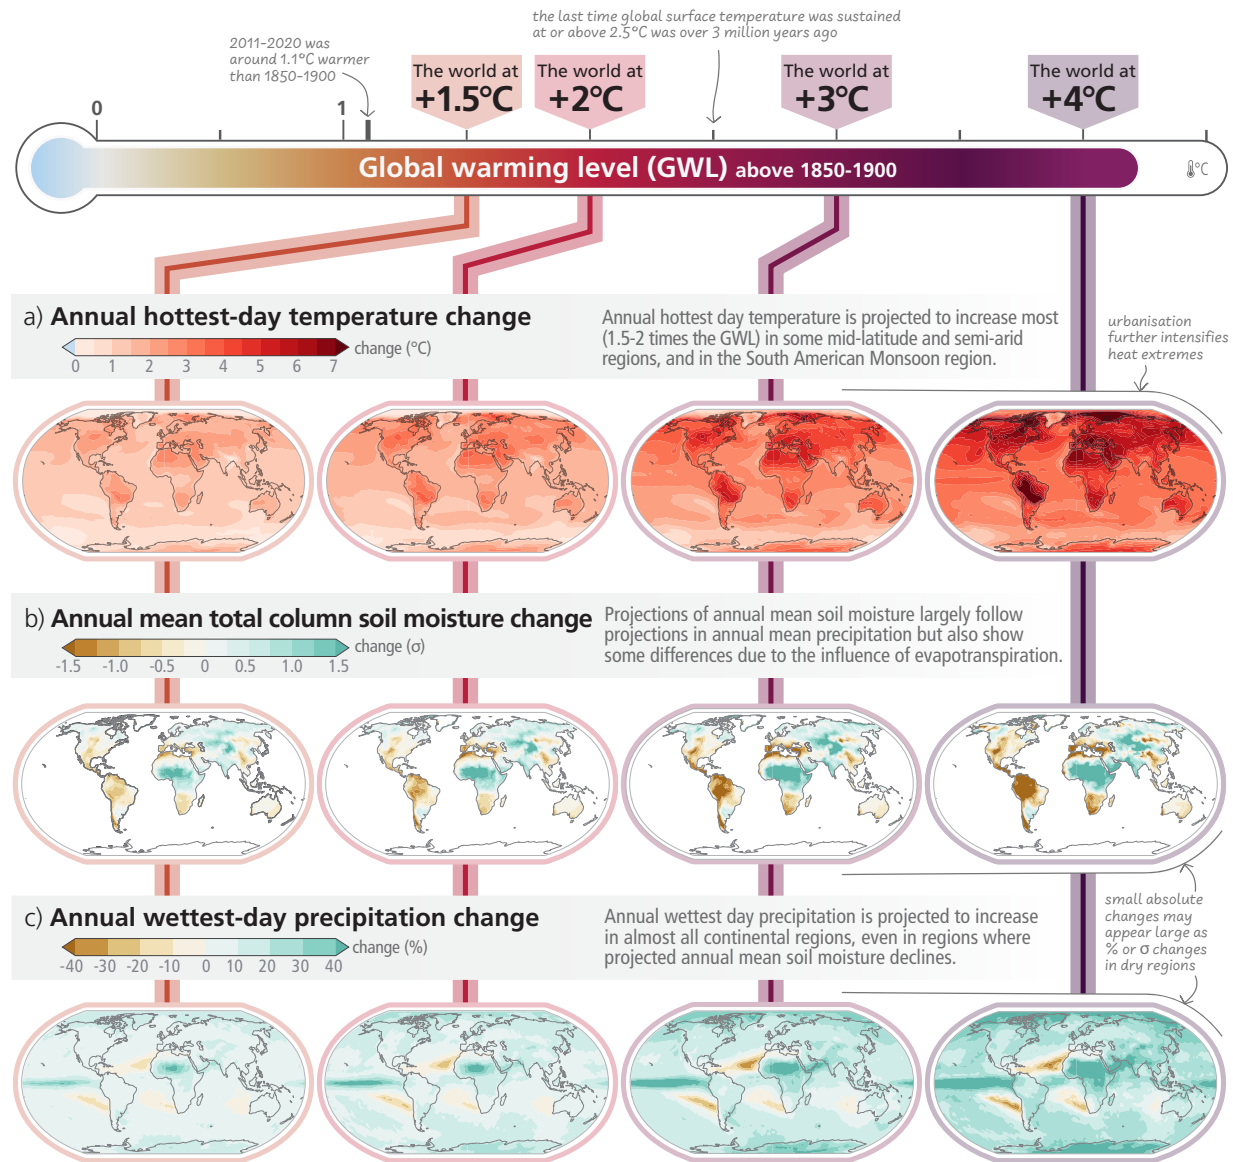 the last time global surface temperature was sustained
at or above 2.5°C was over 3 million years ago
2011-2020 was
around 1.1°C warmer
than 1850-1900
The world at
+1.5°C
The world at
+2°C
The world at
+3°C
The world at
+4°C
0
1
Global warming level (GWL) above 1850-1900
°C
a) Annual hottest-day temperature change
change (°C)
0 1 2 3 4 5 6 7
Annual hottest day temperature is projected to increase most
(1.5-2 times the GWL) in some mid-latitude and semi-arid
regions, and in the South American Monsoon region.
urbanisation
further intensifies
heat extremes
b) Annual mean total column soil moisture change
change (σ)
-1.5 -1.0 -0.5 0 0.5 1.0 1.5
Projections of annual mean soil moisture largely follow
projections in annual mean precipitation but also show
some differences due to the influence of evapotranspiration.
c) Annual wettest-day precipitation change
change (%)
-40 -30 -20 -10 0 10 20 30 40
Annual wettest day precipitation is projected to increase
in almost all continental regions, even in regions where
projected annual mean soil moisture declines.
small absolute
changes may
appear large as
% or σ changes
in dry regions